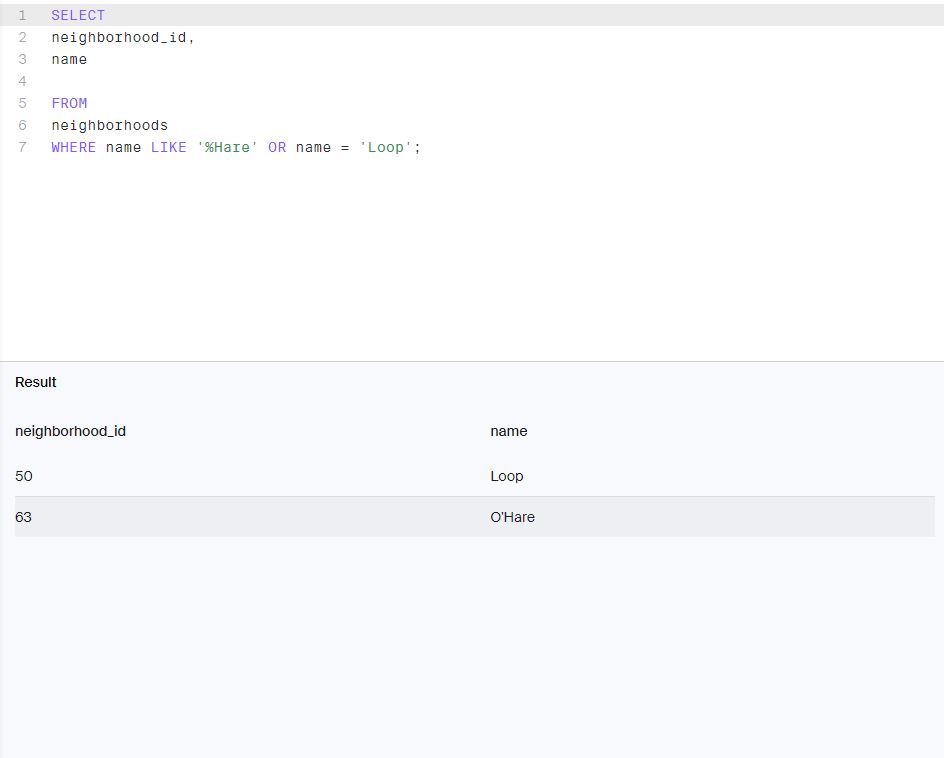 1 SELECT
2 neighborhood_id,
3 name
4
5 FROM
6 neighborhoods
7 WHERE name LIKE '%Hare' OR name = 'Loop';
Result
neighborhood_id name
50 Loop
63 O'Hare